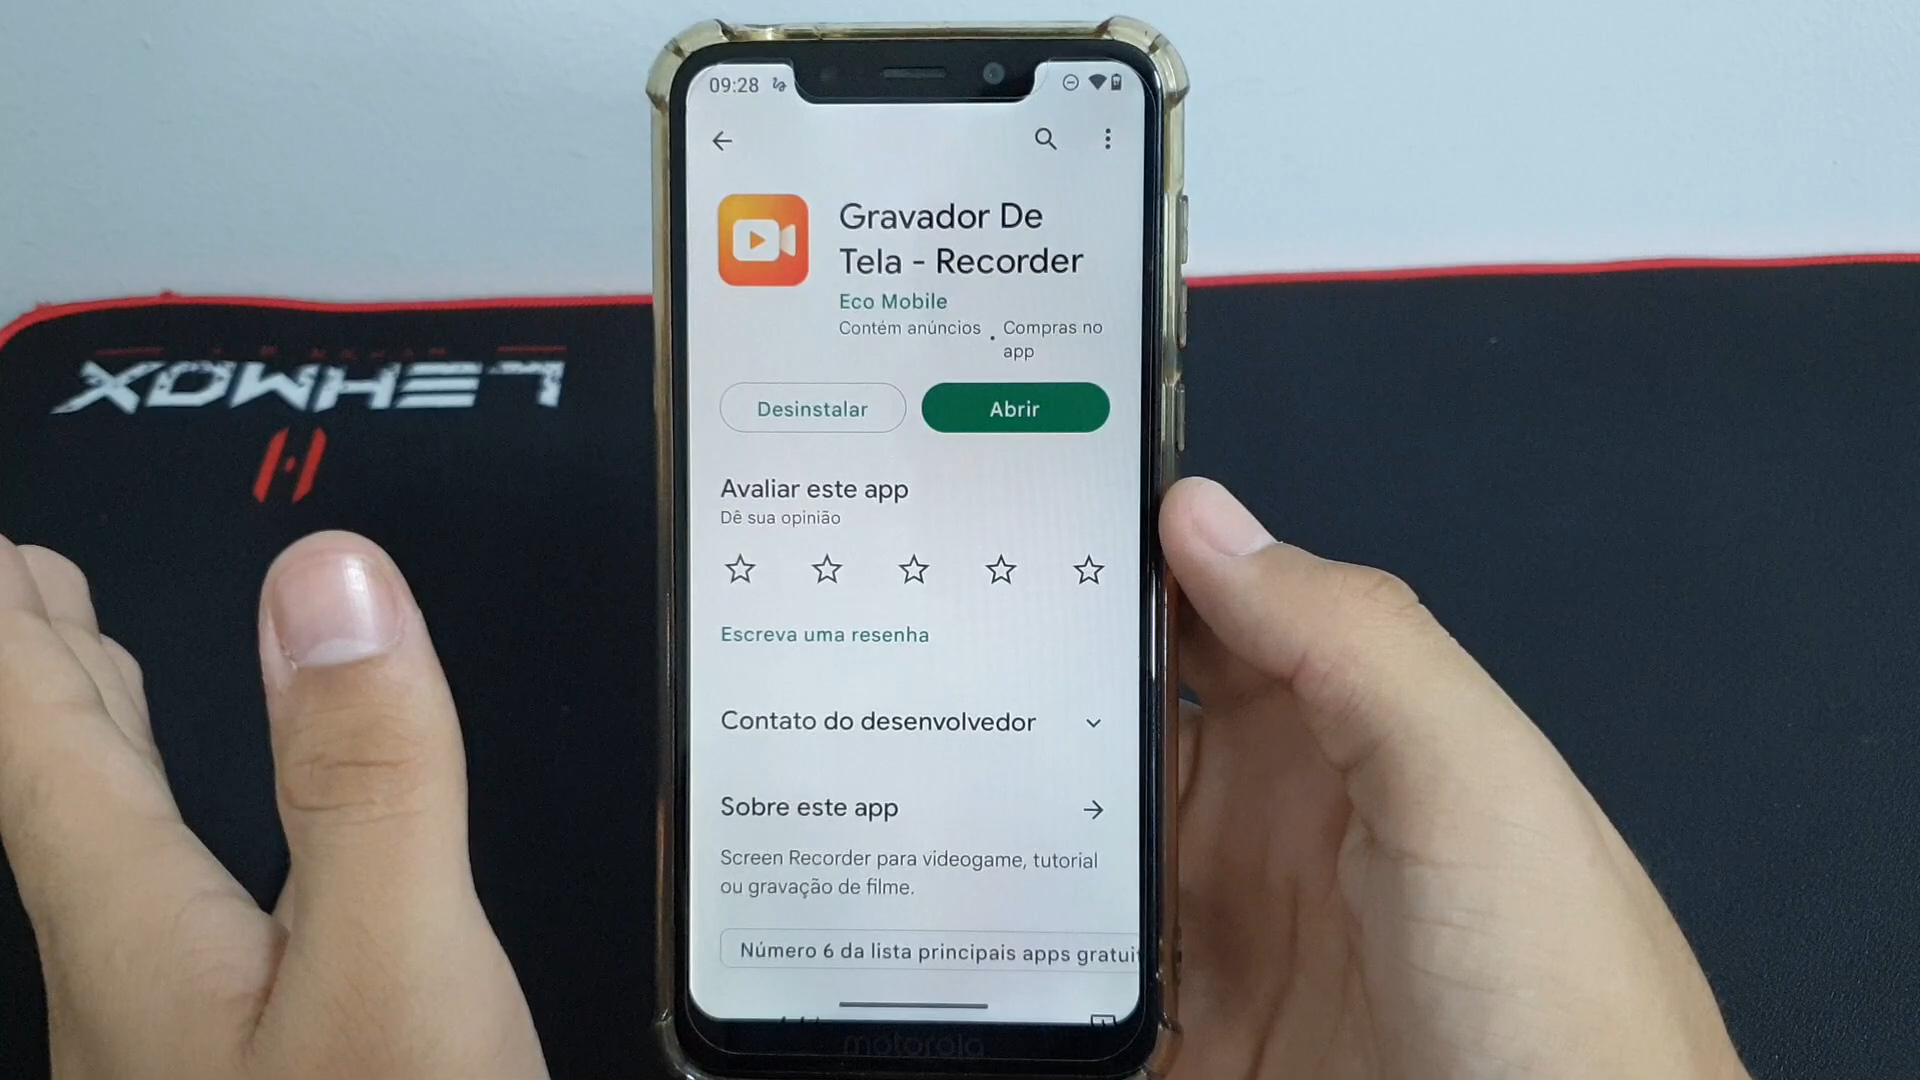 09:28
Gravador De
Tela - Recorder
Eco Mobile
Contém anúncios . Compras no
app
Desinstalar
Abrir
Avaliar este app
Dê sua opinião
Escreva uma resenha
Contato do desenvolvedor
Sobre este app
Screen Recorder para videogame, tutorial
ou gravação de filme.
Número 6 da lista principais apps gratuit
motorola
LEHMOX